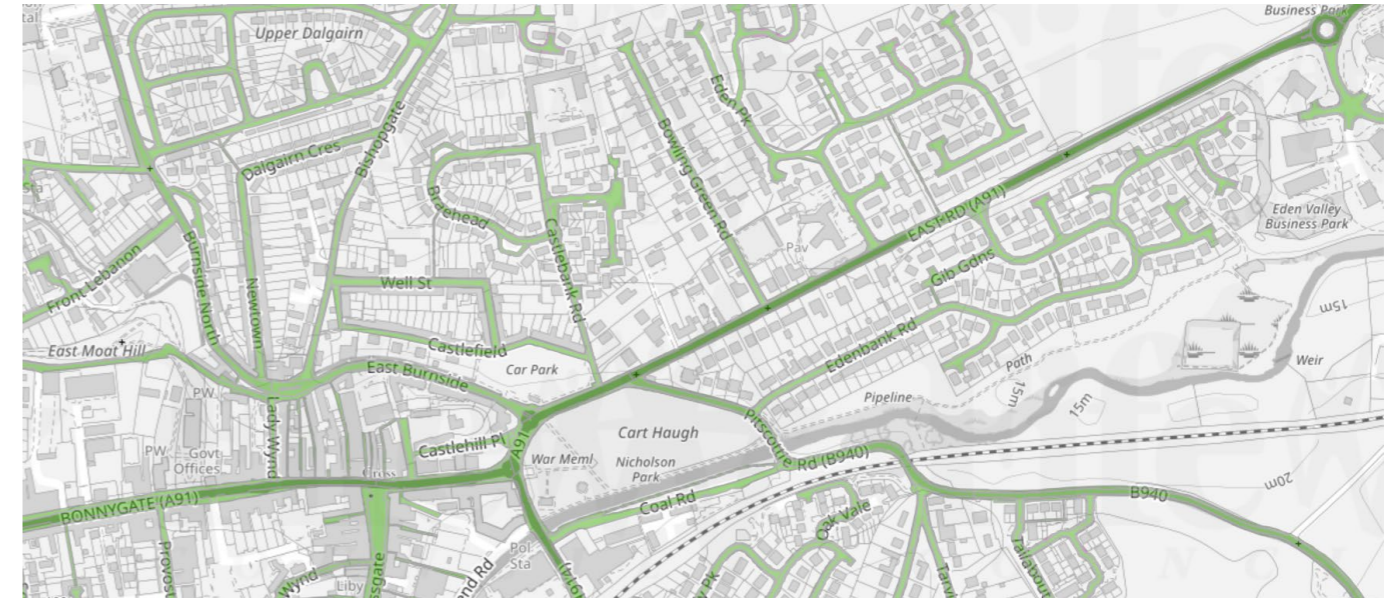 Business Park
Upper Dalgairn
Eden Pk
Bishopgate
Bowling Green Rd
Dalgairn Cres
Sta
Braehead
EAST RD (A91)
Eden Valley
Business Park
Castlebank Rd
Pav
Front Lebanon
Burnside North
Newtown
Well St
Gib Gdns
15m
East Moat Hill
Castlefield
Edenbank Rd
Path
Weir
East Burnside
Car Park
15m
15m
Pipeline
PW
Lady Wynd
Cart Haugh
Pitscottie Rd (B940)
Castlehill Pl
A91
PW
Govt
Offices
Cross
War Meml
Nicholson
Park
20m
BONNYGATE (A91)
Coal Rd
B940
Oak Vale
Pol
Sta
Wynd
Liby